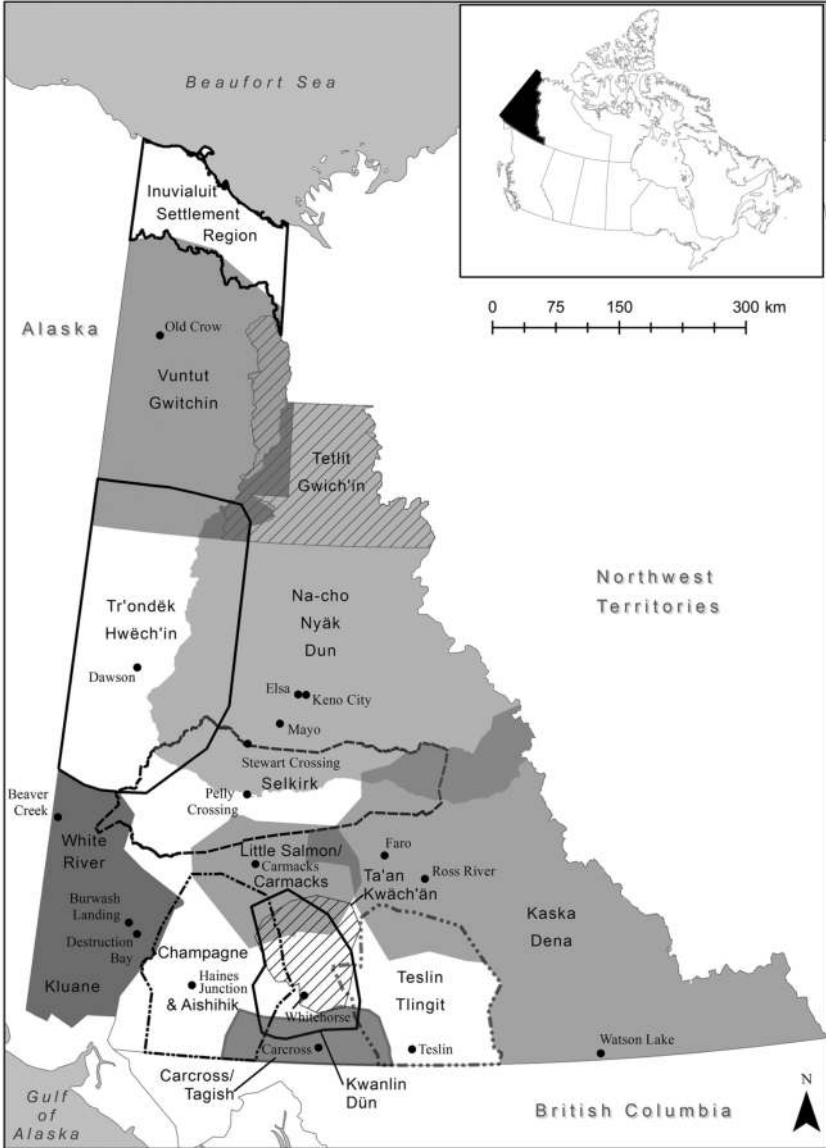 Beaufort Sea
Inuvialuit
Settlement
Region
0 75 150 300 km
Alaska
Old Crow
Vuntut
Gwitchin
Tetlit
Gwich'in
Northwest
Territories
Tr'ondëk
Hwëch'in
Na-cho
Nyäk
Dun
Dawson
Elsa
Keno City
Mayo
Stewart Crossing
Selkirk
Pelly
Crossing
Beaver
Creek
White
River
Little Salmon/
Carmacks
Carmacks
Faro
Ta'an
Kwäch'än
Ross River
Burwash
Landing
Destruction
Bay
Kluane
Champagne
Haines
Junction
& Aishihik
Kaska
Dena
Teslin
Tlingit
Whitehorse
Carcross
Teslin
Watson Lake
Carcross/
Tagish
Kwanlin
Dün
Gulf
of
Alaska
British Columbia
N